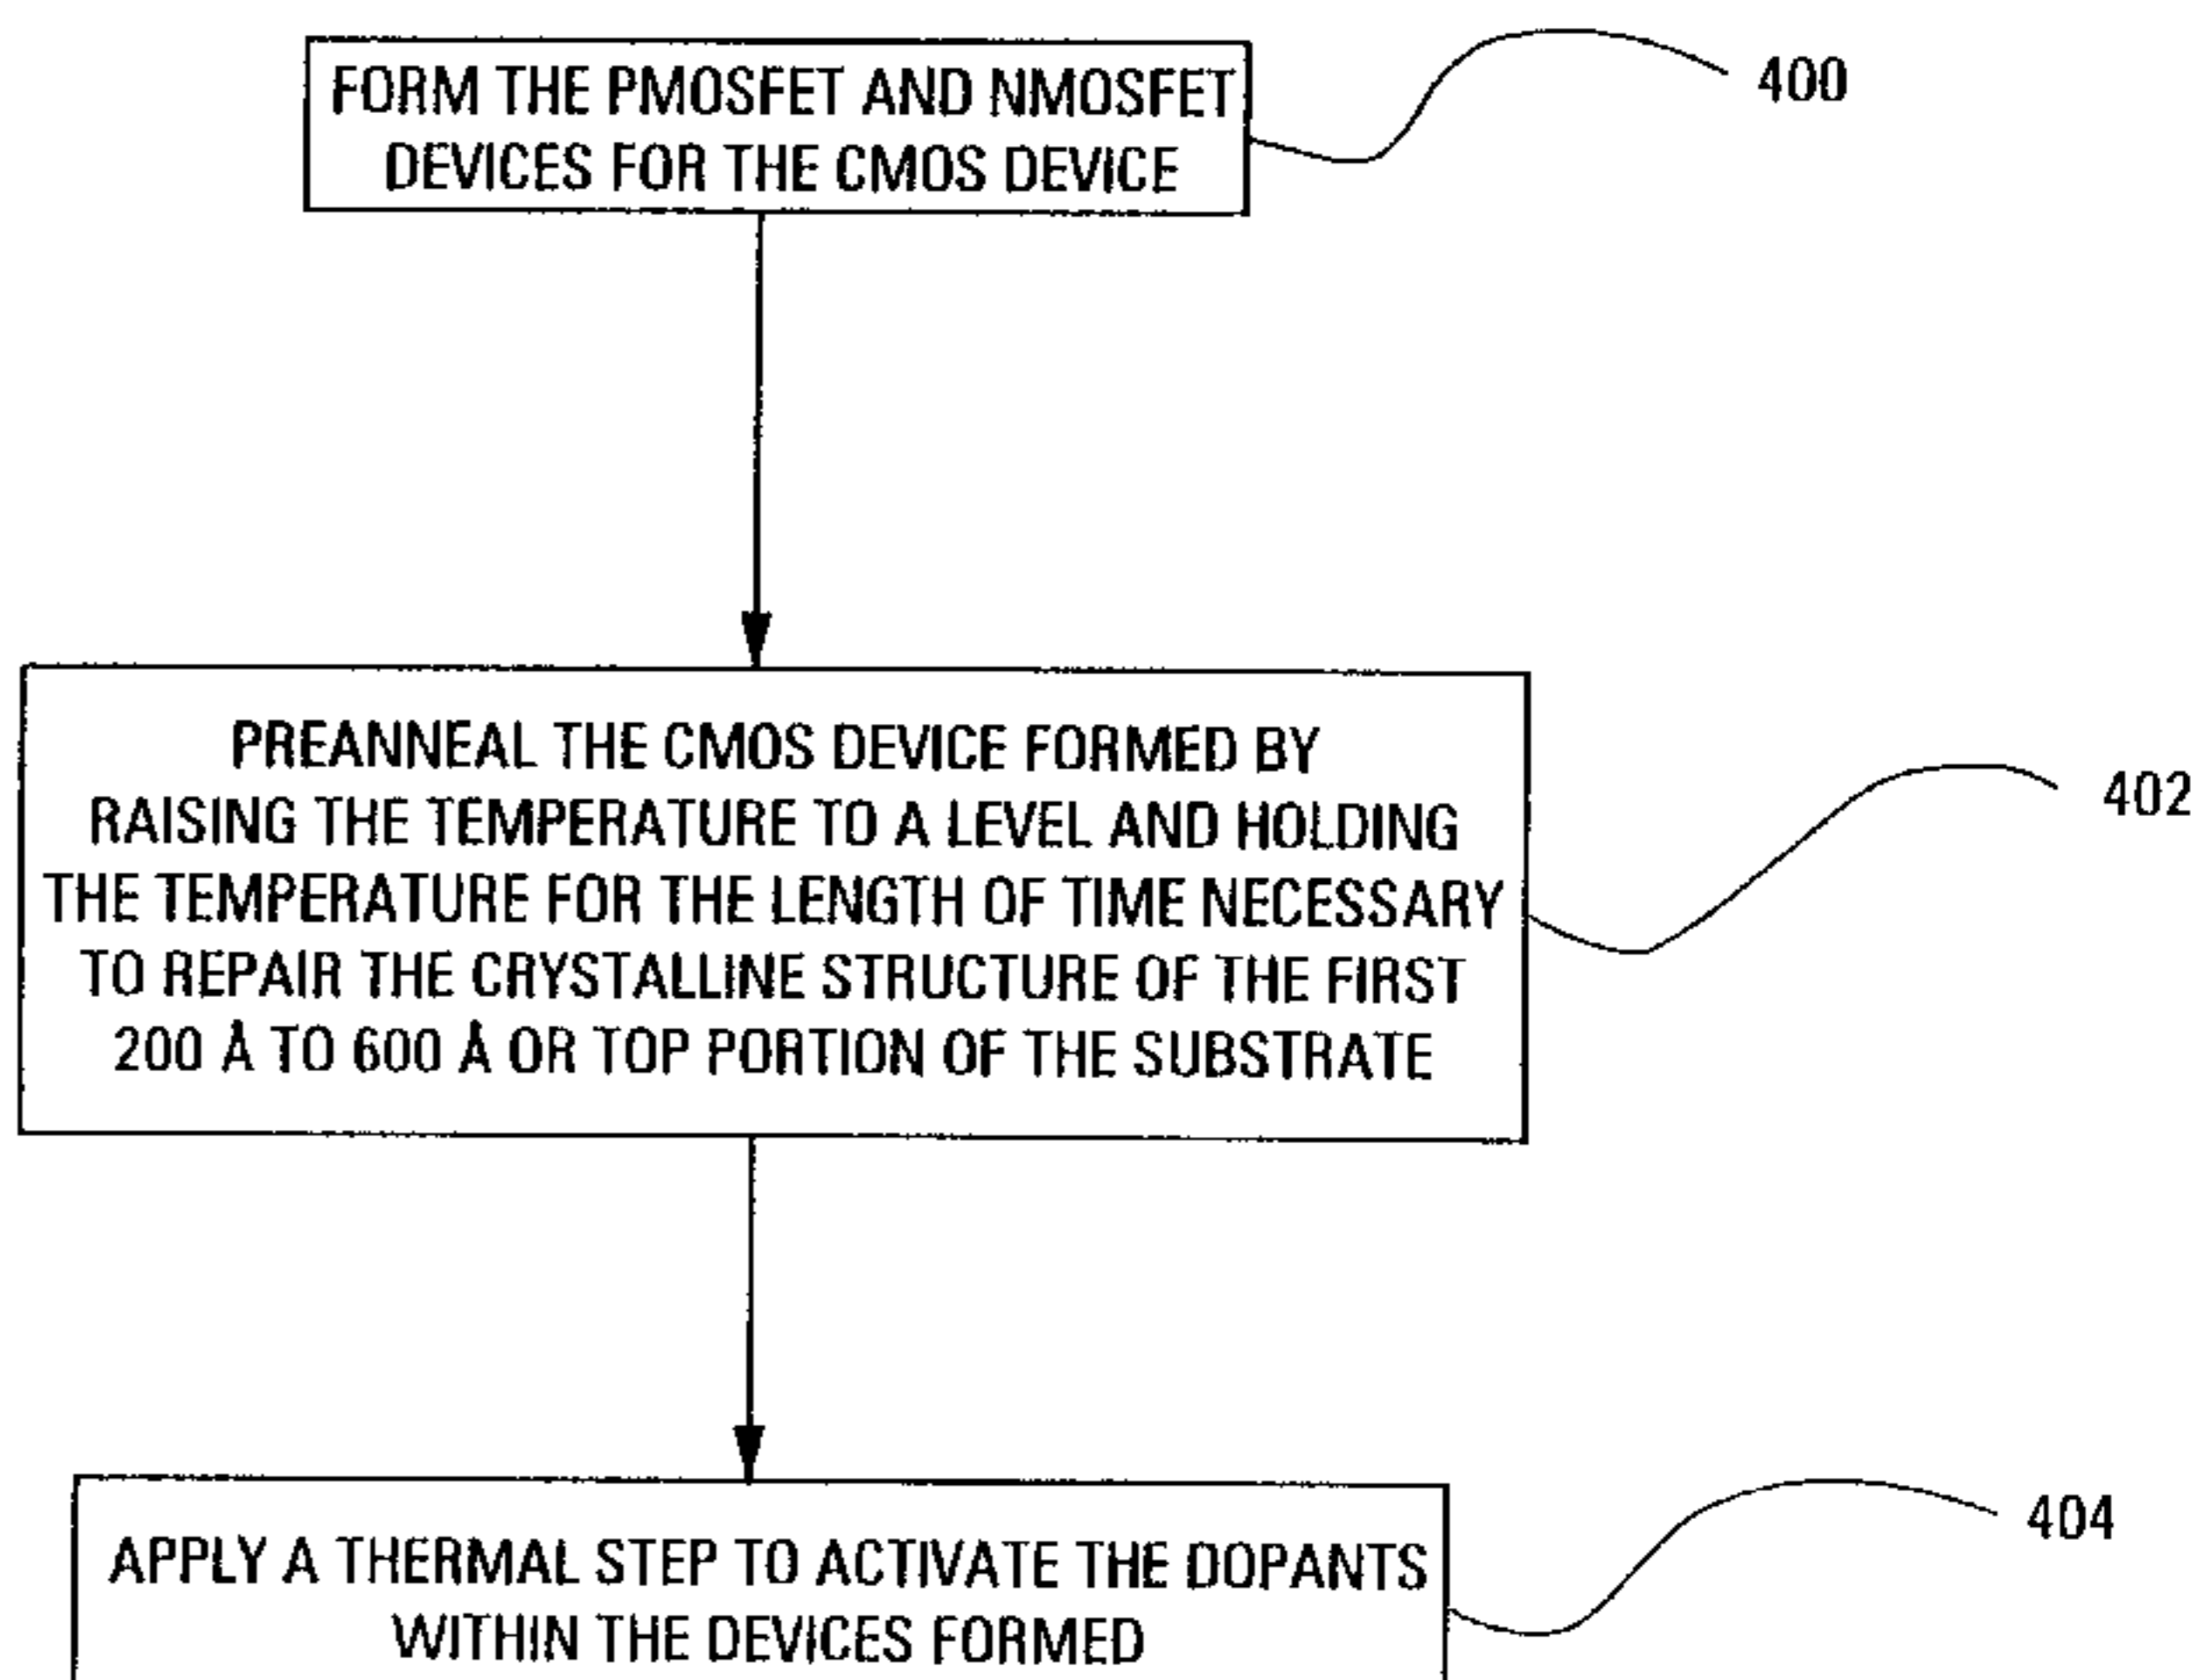 FORM THE PMOSFET AND NMOSFET
DEVICES FOR THE CMOS DEVICE
400
PREANNEAL THE CMOS DEVICE FORMED BY
RAISING THE TEMPERATURE TO A LEVEL AND HOLDING
THE TEMPERATURE FOR THE LENGTH OF TIME NECESSARY
TO REPAIR THE CRYSTALLINE STRUCTURE OF THE FIRST
200 Å TO 600 Å OR TOP PORTION OF THE SUBSTRATE
402
APPLY A THERMAL STEP TO ACTIVATE THE DOPANTS
WITHIN THE DEVICES FORMED
404